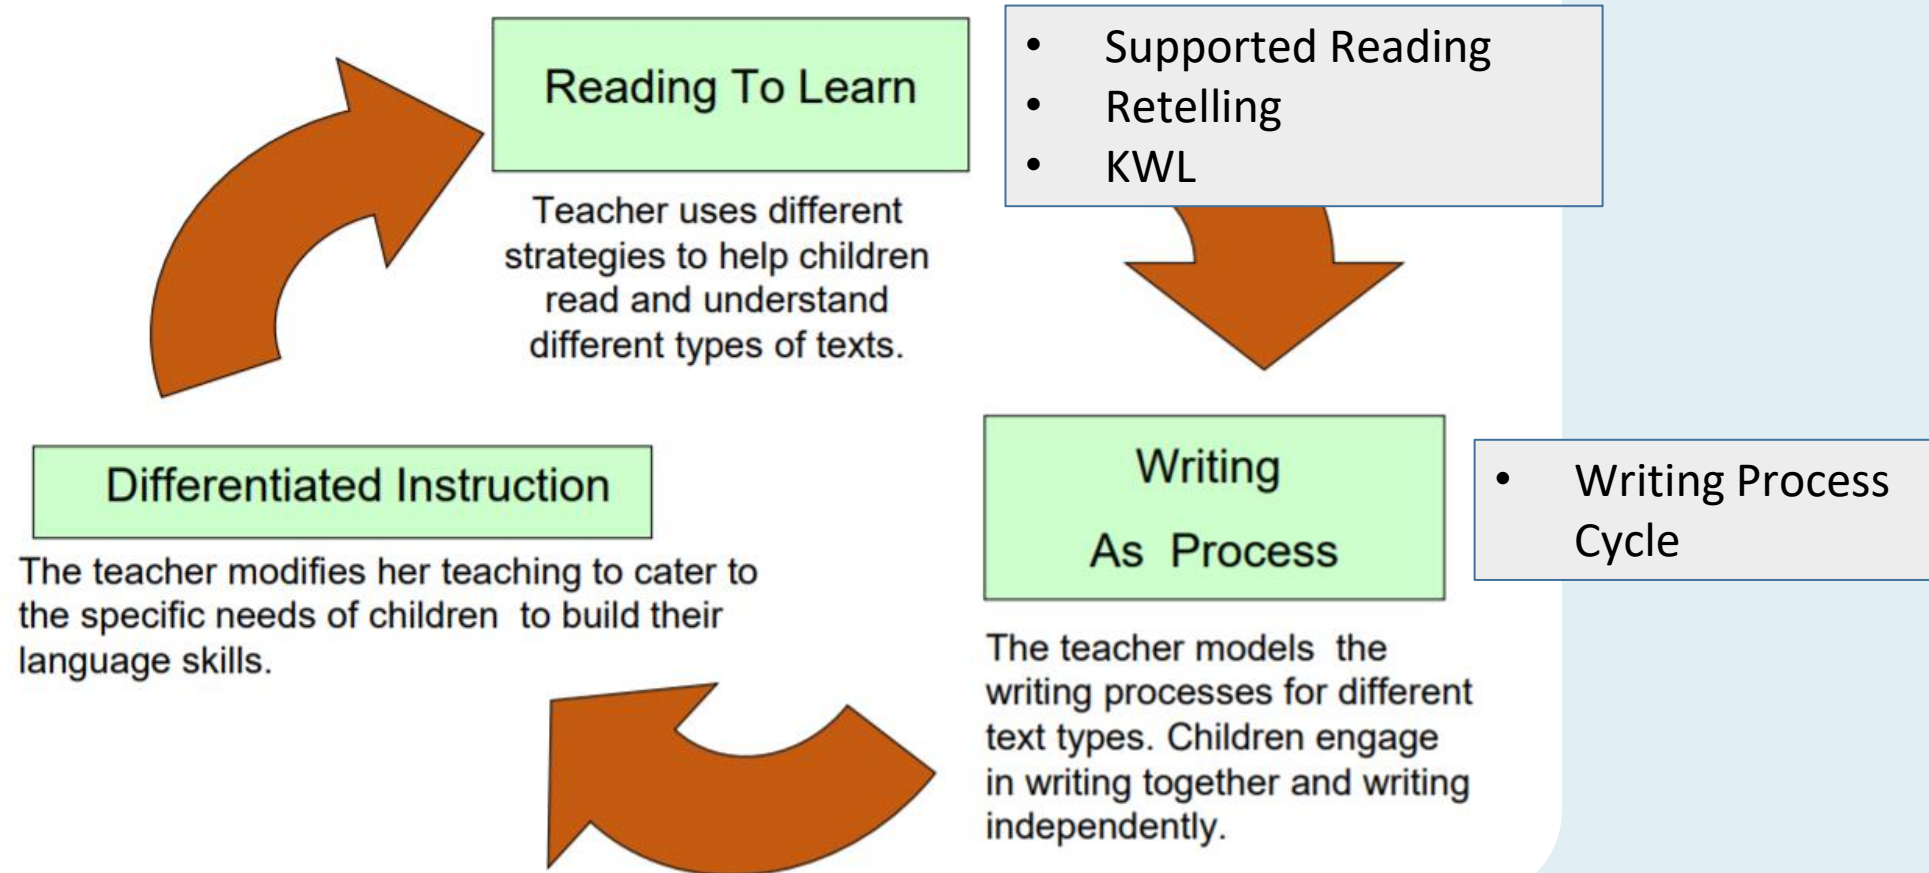 Reading To Learn
• Supported Reading
• Retelling
• KWL
Teacher uses different
strategies to help children
read and understand
different types of texts.
Differentiated Instruction
The teacher modifies her teaching to cater to
the specific needs of children to build their
language skills.
Writing
As Process
• Writing Process
Cycle
The teacher models the
writing processes for different
text types. Children engage
in writing together and writing
independently.